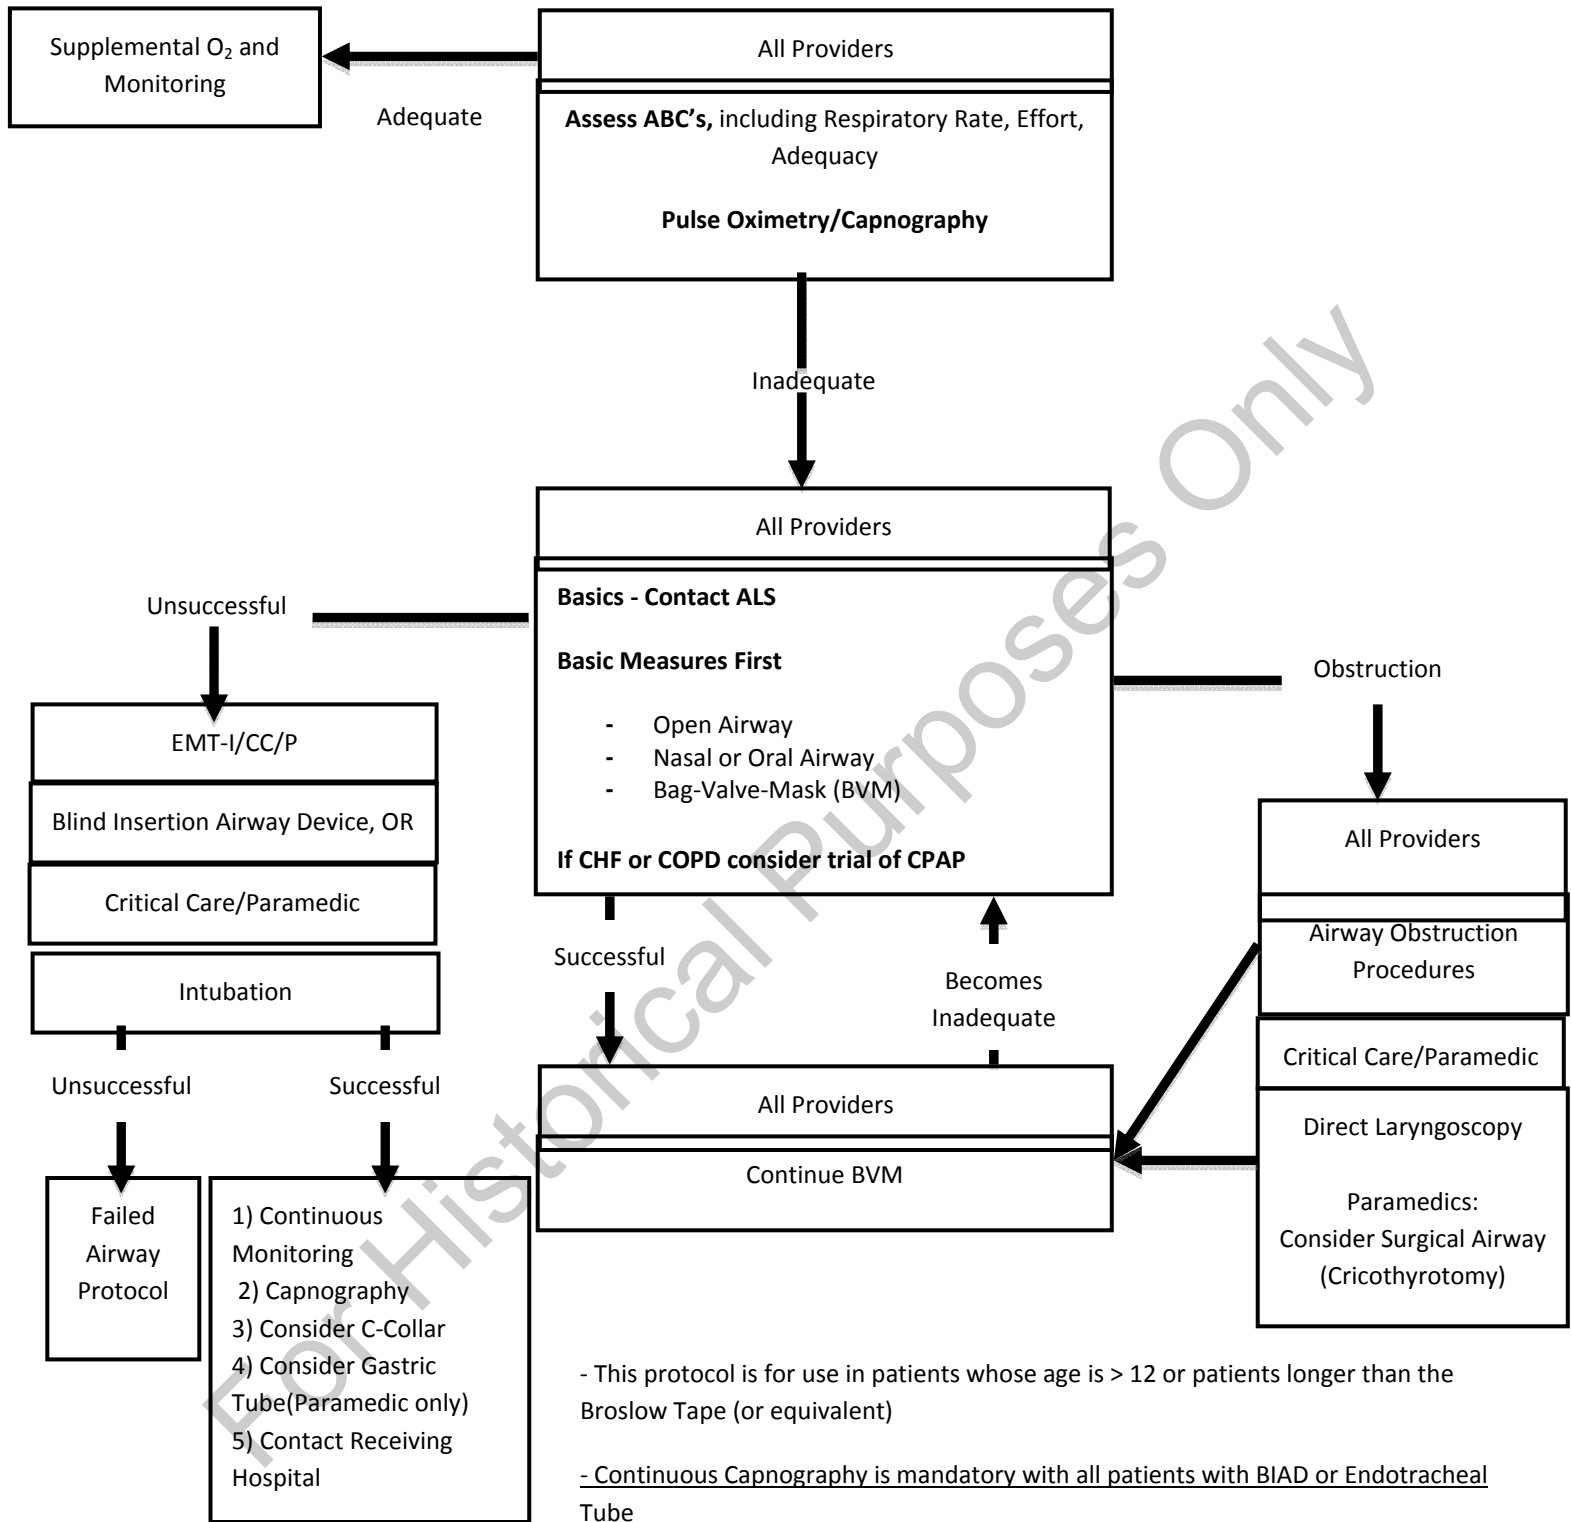 Supplemental O₂ and
Monitoring
Adequate
All Providers
Assess ABC's, including Respiratory Rate, Effort,
Adequacy
Pulse Oximetry/Capnography
Inadequate
All Providers
Basics - Contact ALS
Basic Measures First
- Open Airway
- Nasal or Oral Airway
- Bag-Valve-Mask (BVM)
If CHF or COPD consider trial of CPAP
Unsuccessful
EMT-I/CC/P
Blind Insertion Airway Device, OR
Critical Care/Paramedic
Intubation
Unsuccessful
Successful
Failed
Airway
Protocol
1) Continuous
Monitoring
2) Capnography
3) Consider C-Collar
4) Consider Gastric
Tube(Paramedic only)
5) Contact Receiving
Hospital
Successful
Becomes
Inadequate
All Providers
Continue BVM
Obstruction
All Providers
Airway Obstruction
Procedures
Critical Care/Paramedic
Direct Laryngoscopy
Paramedics:
Consider Surgical Airway
(Cricothyrotomy)
- This protocol is for use in patients whose age is > 12 or patients longer than the
Broslow Tape (or equivalent)
- Continuous Capnography is mandatory with all patients with BIAD or Endotracheal
Tube
For Historical Purposes Only